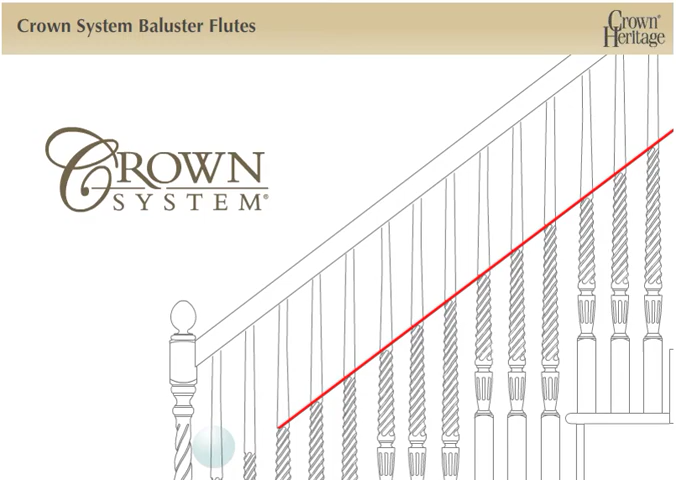 Crown System Baluster Flutes
Crown®
Heritage
CROWN
SYSTEM®